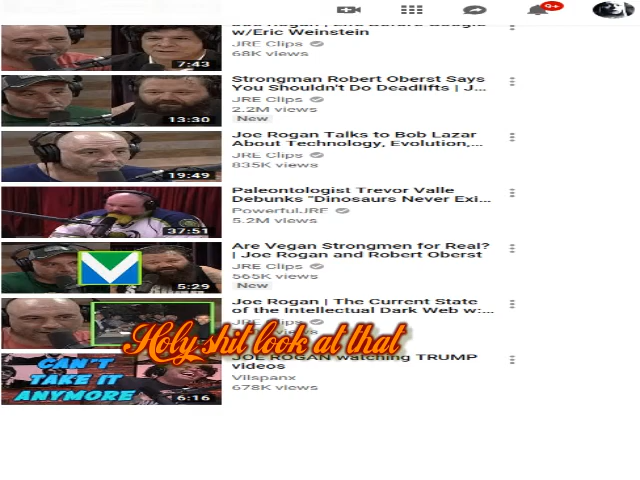 9+
w/Eric Weinstein
JRE Clips
68K views
7:43
Strongman Robert Oberst Says
You Shouldn't Do Deadlifts | J...
JRE Clips
2.2M views
New
13:30
Joe Rogan Talks to Bob Lazar
About Technology, Evolution,...
JRE Clips
835K views
19:49
Paleontologist Trevor Valle
Debunks "Dinosaurs Never Exi...
PowerfulJRE
5.2M views
37:51
Are Vegan Strongmen for Real?
| Joe Rogan and Robert Oberst
JRE Clips
565K views
New
5:29
Joe Rogan | The Current State
of the Intellectual Dark Web w:...
JRE Clips
Holy shit look at that
JOE ROGAN watching TRUMP
videos
Vilspanx
678K views
CAN'T
TAKE IT
ANYMORE
6:16